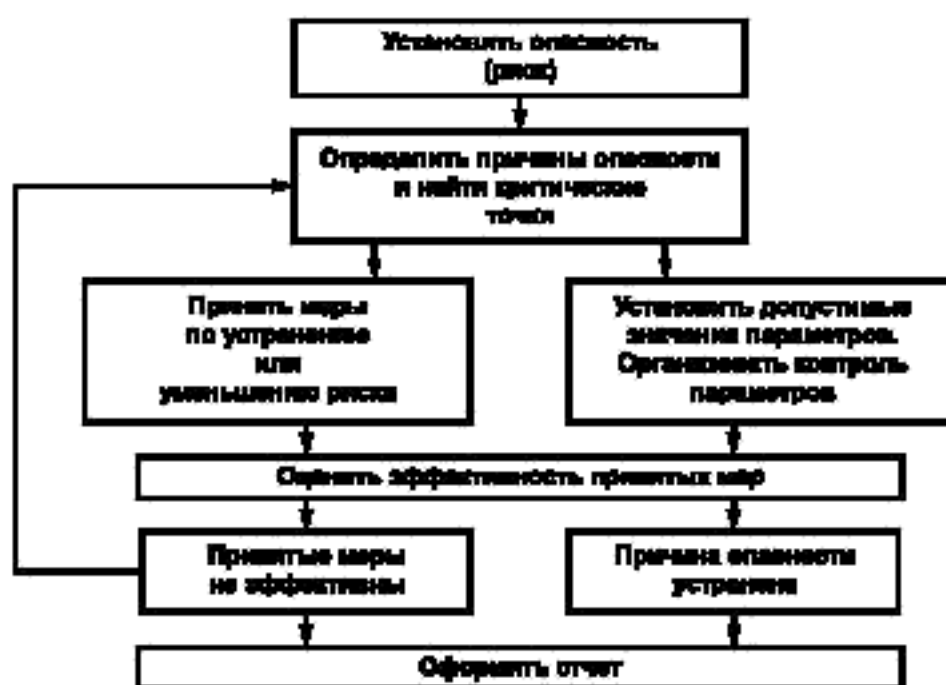 Установить опасность
(риск)
Определить причины опасности
и найти критические
точки
Принять меры
по устранению
или
уменьшению риска
Установить допустимые
значения параметров.
Организовать контроль
параметров
Оценить эффективность принятых мер
Принятые меры
не эффективны
Причина опасности
устранена
Оформить отчет